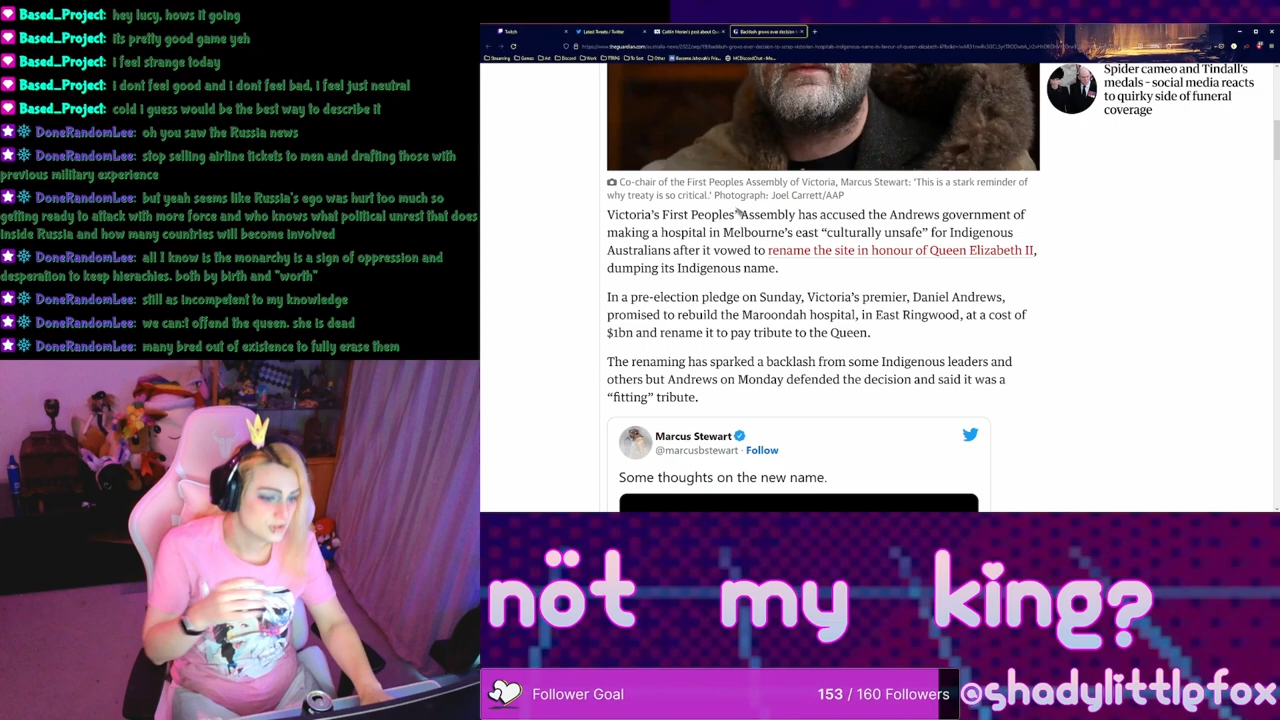 Based_Project: hey lucy, hows it going
Based_Project: its pretty good game yeh
Based_Project: i feel strange today
Based_Project: i dont feel good and i dont feel bad, i feel just neutral
Based_Project: cold i guess would be the best way to describe it
DoneRandomLee: oh you saw the Russia news
DoneRandomLee: stop selling airline tickets to men and drafting those with
previous military experience
DoneRandomLee: but yeah seems like Russia's ego was hurt too much so
getting ready to attack with more force and who knows what political unrest that does
inside Russia and how many countries will become involved
DoneRandomLee: all I know is the monarchy is a sign of oppression and
desperation to keep hierachies. both by birth and "worth"
DoneRandomLee: still as incompetent to my knowledge
DoneRandomLee: we can't offend the queen. she is dead
DoneRandomLee: many bred out of existence to fully erase them
Twitch
Latest Tweets / Twitter
Spider cameo and Tindall's
medals – social media reacts
to quirky side of funeral
coverage
Co-chair of the First Peoples Assembly of Victoria, Marcus Stewart: 'This is a stark reminder of
why treaty is so critical.' Photograph: Joel Carrett/AAP
Victoria's First Peoples' Assembly has accused the Andrews government of
making a hospital in Melbourne's east “culturally unsafe” for Indigenous
Australians after it vowed to rename the site in honour of Queen Elizabeth II,
dumping its Indigenous name.
In a pre-election pledge on Sunday, Victoria's premier, Daniel Andrews,
promised to rebuild the Maroondah hospital, in East Ringwood, at a cost of
$1bn and rename it to pay tribute to the Queen.
The renaming has sparked a backlash from some Indigenous leaders and
others but Andrews on Monday defended the decision and said it was a
“fitting” tribute.
Marcus Stewart
@marcusbstewart · Follow
Some thoughts on the new name.
nöt my king?
Follower Goal 153 / 160 Followers
@shadylittlefox